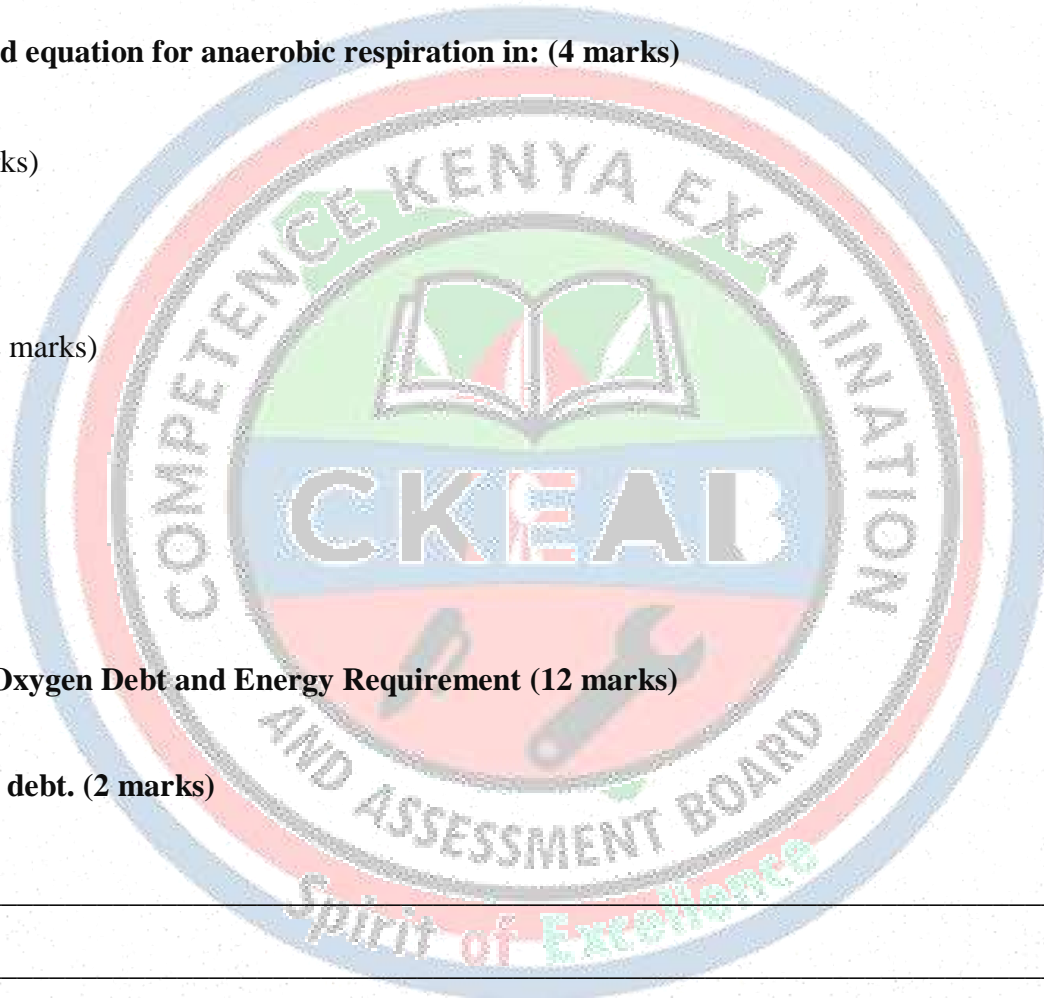 d equation for anaerobic respiration in: (4 marks)
ks)
marks)
COMPETENCE KENYA EXAMINATION
CKEAB
AND ASSESSMENT BOARD
Oxygen Debt and Energy Requirement (12 marks)
debt. (2 marks)
Spirit of Excellence